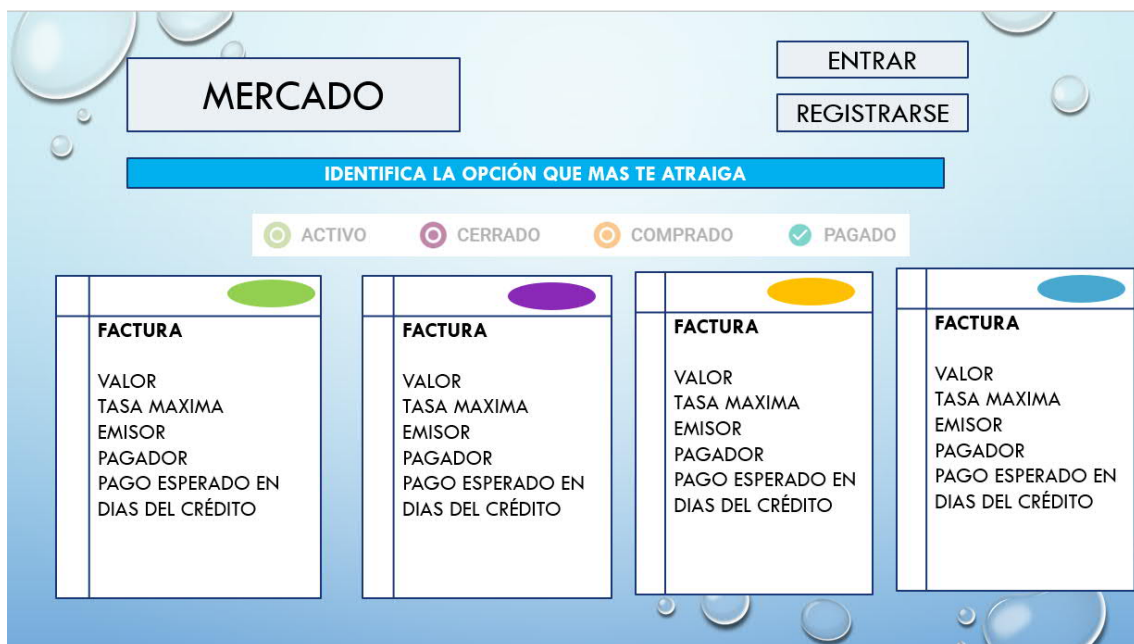 MERCADO
ENTRAR
REGISTRARSE
IDENTIFICA LA OPCIÓN QUE MAS TE ATRAIGA
ACTIVO CERRADO COMPRADO PAGADO
FACTURA
VALOR
TASA MAXIMA
EMISOR
PAGADOR
PAGO ESPERADO EN
DIAS DEL CRÉDITO
FACTURA
VALOR
TASA MAXIMA
EMISOR
PAGADOR
PAGO ESPERADO EN
DIAS DEL CRÉDITO
FACTURA
VALOR
TASA MAXIMA
EMISOR
PAGADOR
PAGO ESPERADO EN
DIAS DEL CRÉDITO
FACTURA
VALOR
TASA MAXIMA
EMISOR
PAGADOR
PAGO ESPERADO EN
DIAS DEL CRÉDITO